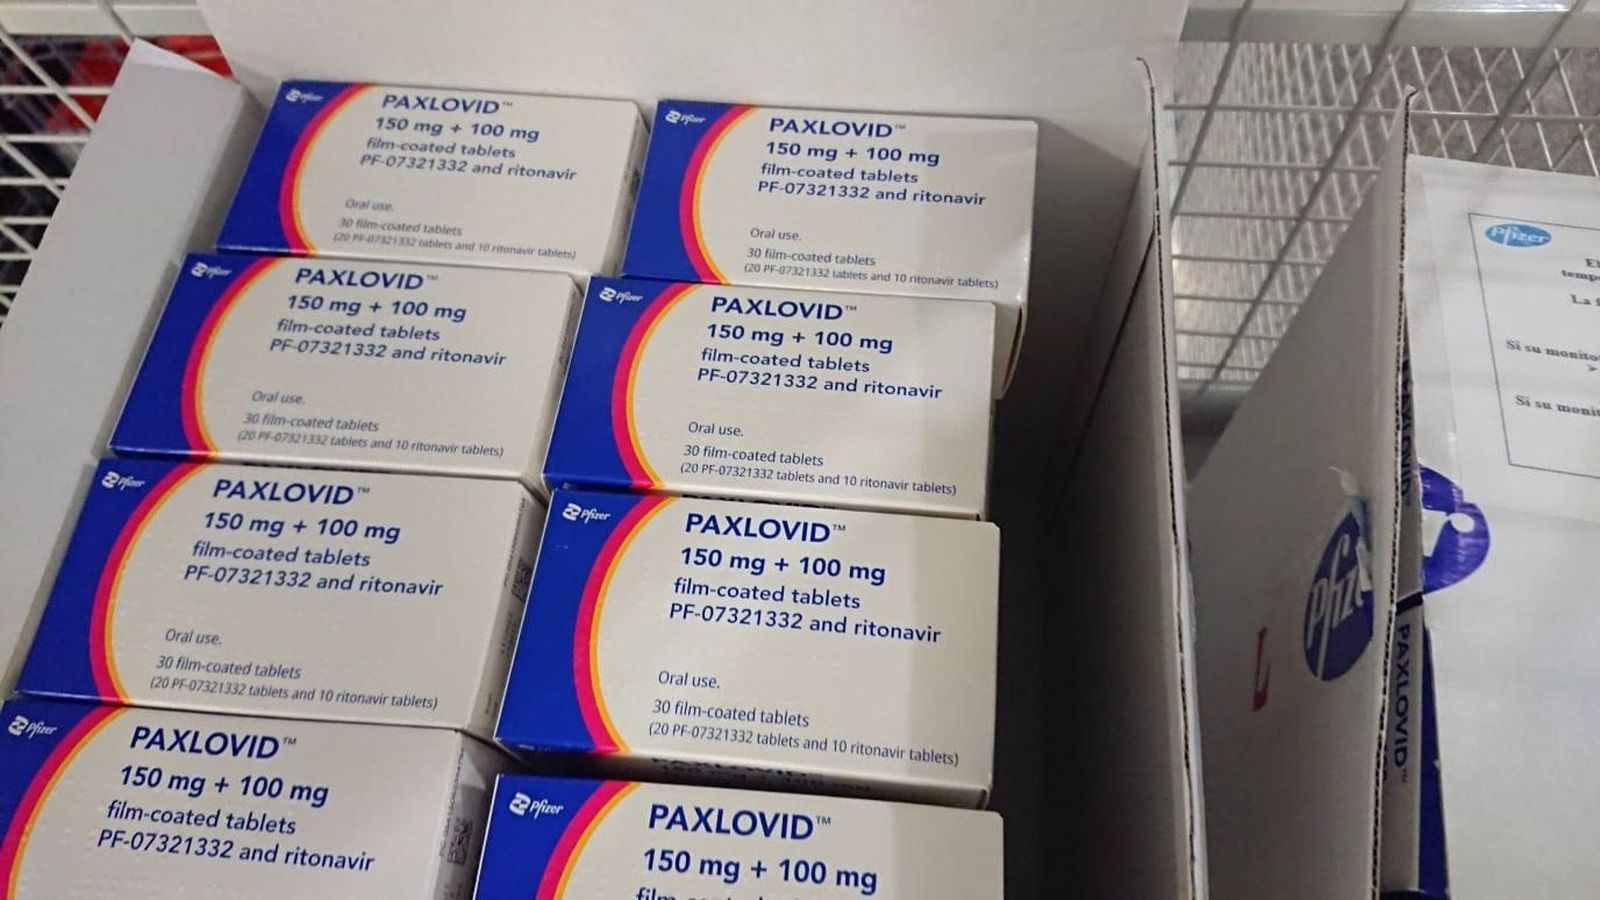 Pfizer
PAXLOVID™
150 mg + 100 mg
film-coated tablets
PF-07321332 and ritonavir
Oral use.
30 film-coated tablets
(20 PF-07321332 tablets and 10 ritonavir tablets)
Pfizer
PAXLOVID™
150 mg + 100 mg
film-coated tablets
PF-07321332 and ritonavir
Oral use.
30 film-coated tablets
(20 PF-07321332 tablets and 10 ritonavir tablets)
Pfizer
PAXLOVID™
150 mg + 100 mg
film-coated tablets
PF-07321332 and ritonavir
Oral use.
30 film-coated tablets
(20 PF-07321332 tablets and 10 ritonavir tablets)
Pfizer
PAXLOVID™
150 mg + 100 mg
film-coated tablets
PF-07321332 and ritonavir
Oral use.
30 film-coated tablets
(20 PF-07321332 tablets and 10 ritonavir tablets)
Pfizer
PAXLOVID™
150 mg + 100 mg
film-coated tablets
PF-07321332 and ritonavir
Oral use.
30 film-coated tablets
(20 PF-07321332 tablets and 10 ritonavir tablets)
Pfizer
PAXLOVID™
150 mg + 100 mg
film-coated tablets
PF-07321332 and ritonavir
Oral use.
30 film-coated tablets
(20 PF-07321332 tablets and 10 ritonavir tablets)
Pfizer
PAXLOVID™
150 mg + 100 mg
film-coated tablets
PF-07321332 and ritonavir
Pfizer
PAXLOVID™
150 mg + 100 mg
Pfizer
PAXLOVID™
Pfizer
La
Si su
Si su